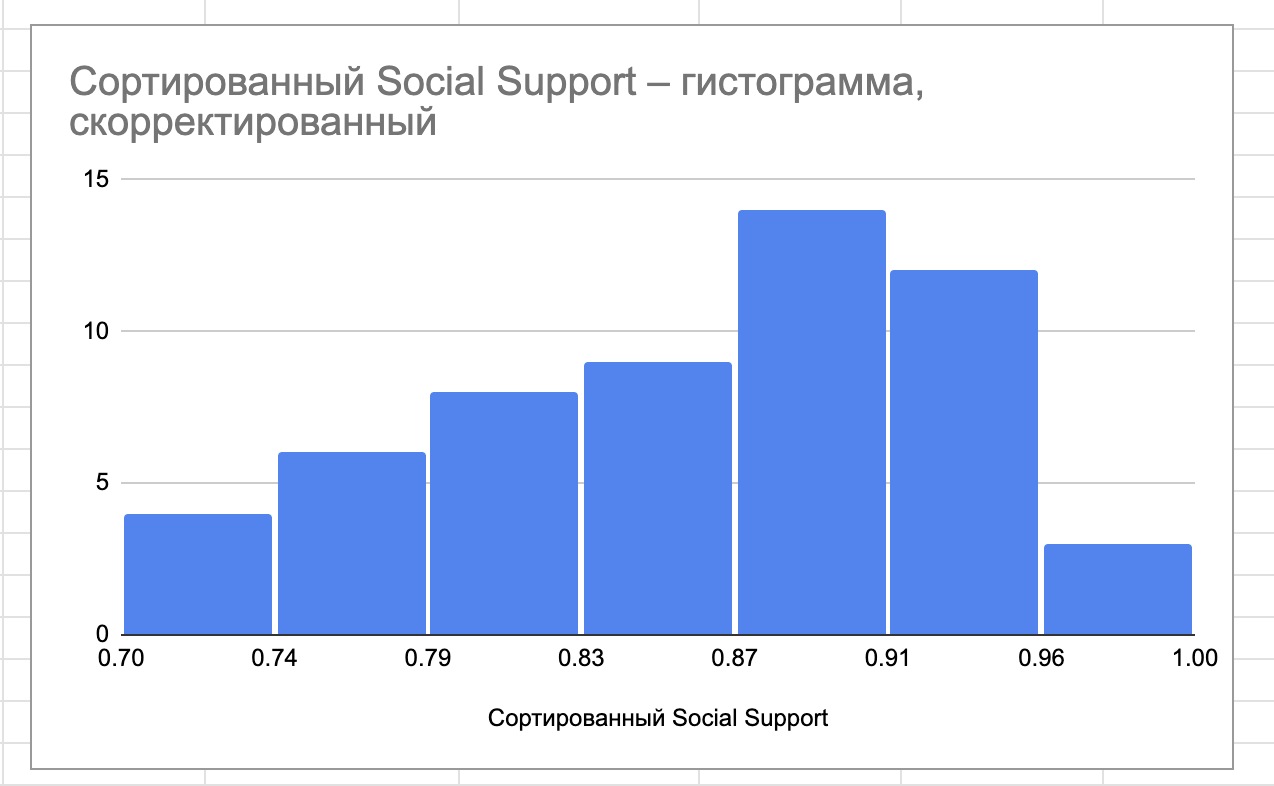 Сортированный Social Support – гистограмма,
скорректированный
15
10
5
0
0.70 0.74 0.79 0.83 0.87 0.91 0.96 1.00
Сортированный Social Support